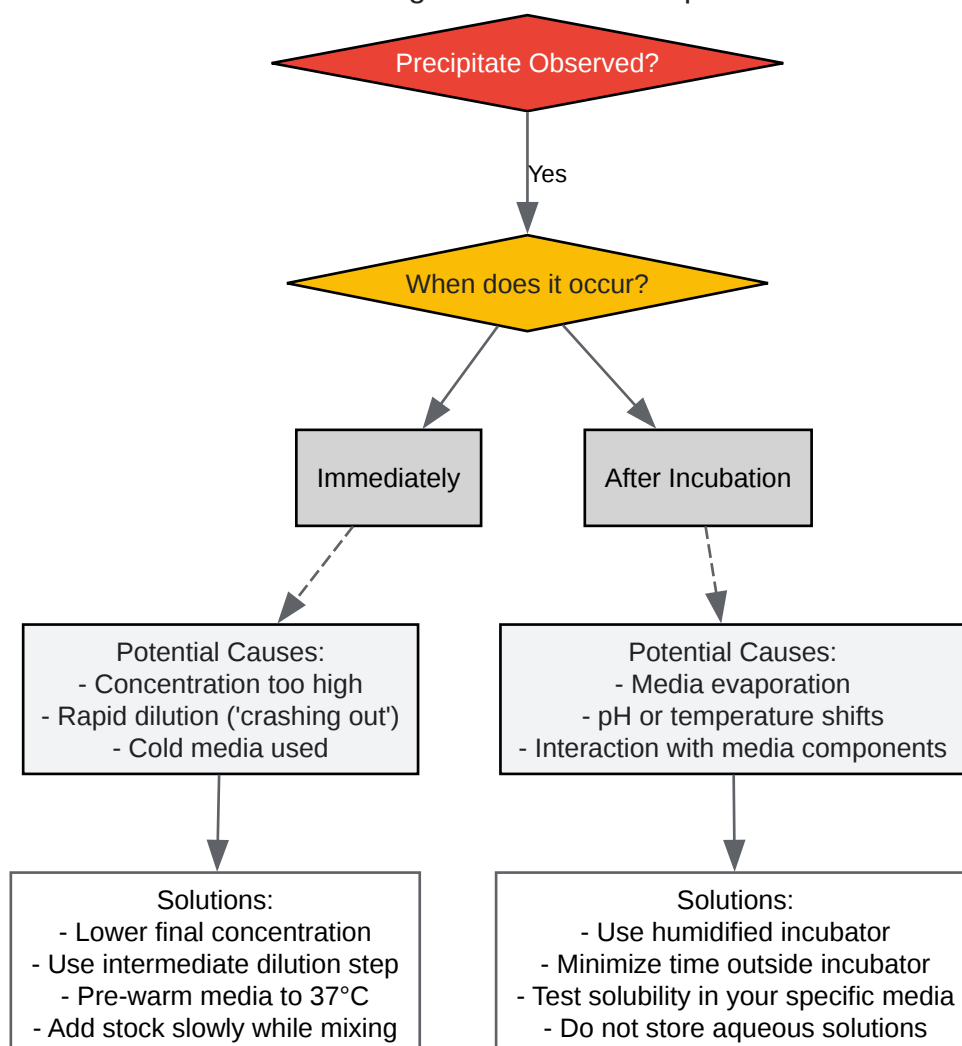 Precipitate Observed?
Yes
When does it occur?
Immediately
After Incubation
Potential Causes:
- Concentration too high
- Rapid dilution ('crashing out')
- Cold media used
Potential Causes:
- Media evaporation
- pH or temperature shifts
- Interaction with media components
Solutions:
- Lower final concentration
- Use intermediate dilution step
- Pre-warm media to 37°C
- Add stock slowly while mixing
Solutions:
- Use humidified incubator
- Minimize time outside incubator
- Test solubility in your specific media
- Do not store aqueous solutions